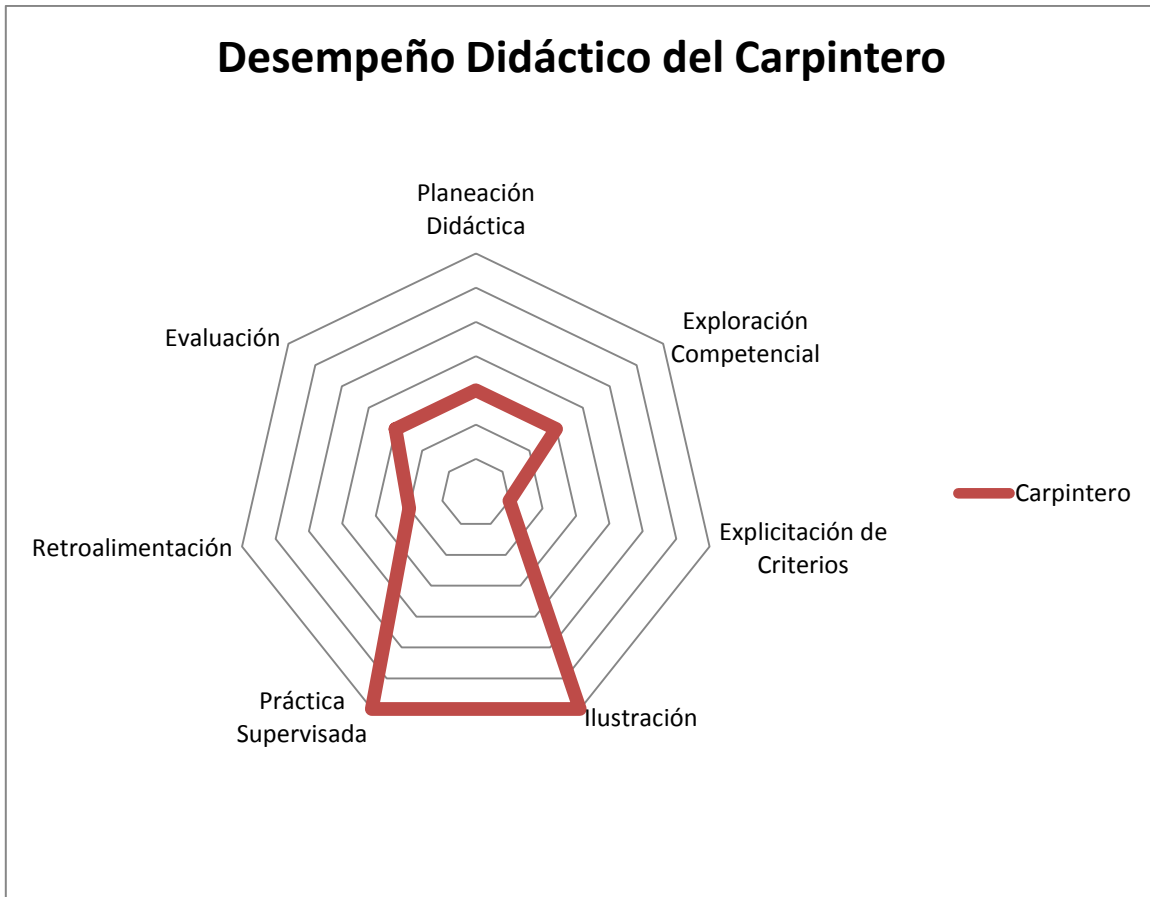 Desempeño Didáctico del Carpintero
Planeación
Didáctica
Exploración
Competencial
Explicitación de
Criterios
Ilustración
Práctica
Supervisada
Retroalimentación
Evaluación
Carpintero